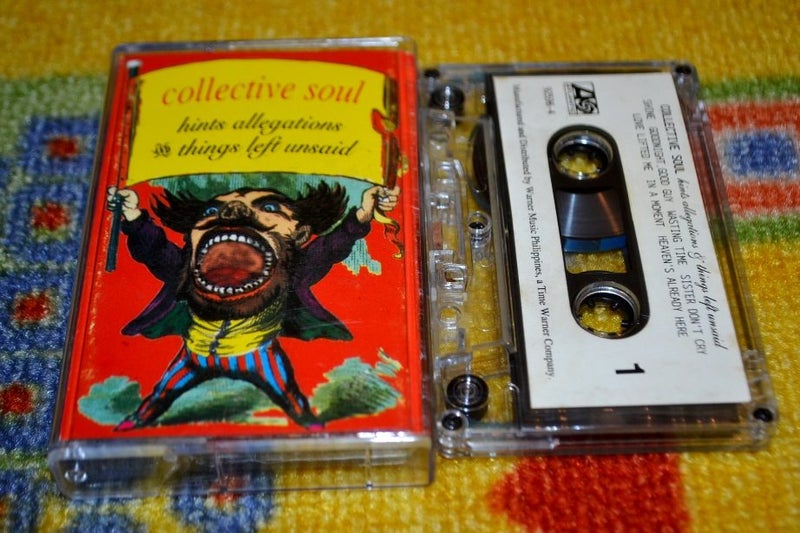 collective soul
hints allegations
& things left unsaid
COLLECTIVE SOUL hints allegations & things left unsaid
SHINE GOODNIGHT GOOD GUY WASTING TIME SISTER DON'T CRY
LOVE LIFTED ME IN A MOMENT HEAVEN'S ALREADY HERE
1
92596-4
Manufactured and Distributed by Warner Music Philippines, a Time Warner Company.